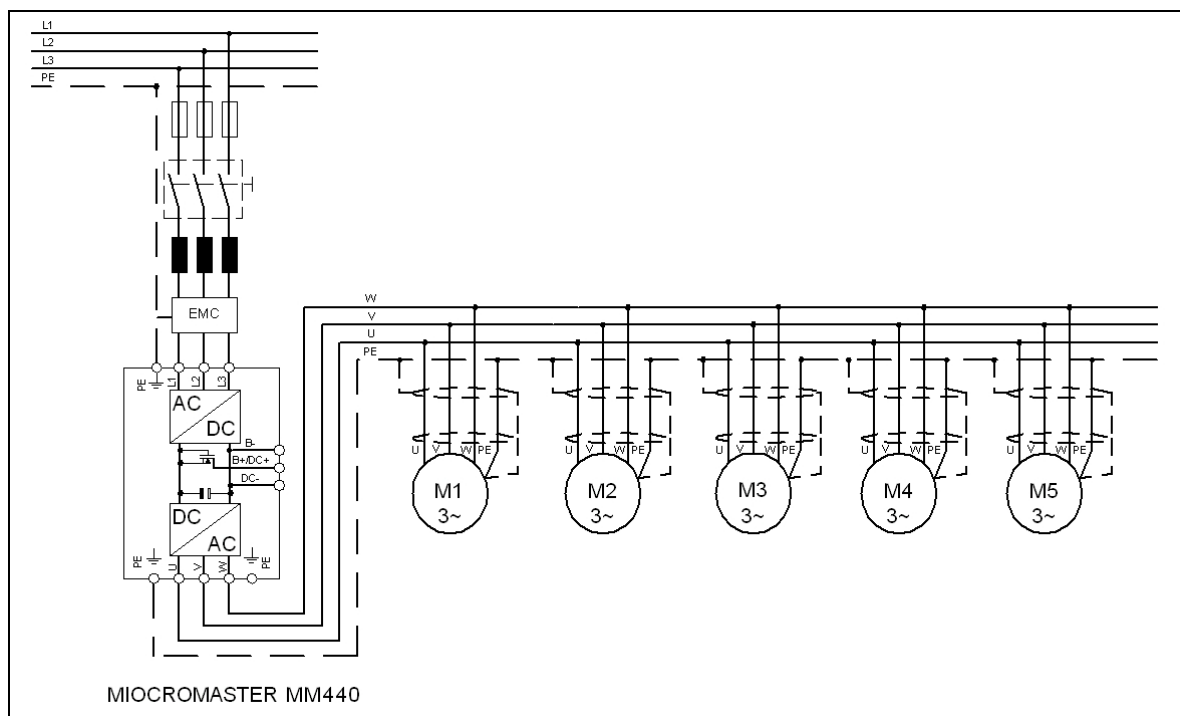 L1
L2
L3
PE
EMC
W
V
U
PE
PE
L1
L2
L3
AC
DC
B-
B+/DC+
DC-
DC
AC
PE
U
V
W
PE
U V W PE
U V W PE
U V W PE
U V W PE
U V W PE
M1
3~
M2
3~
M3
3~
M4
3~
M5
3~
MIOCROMASTER MM440